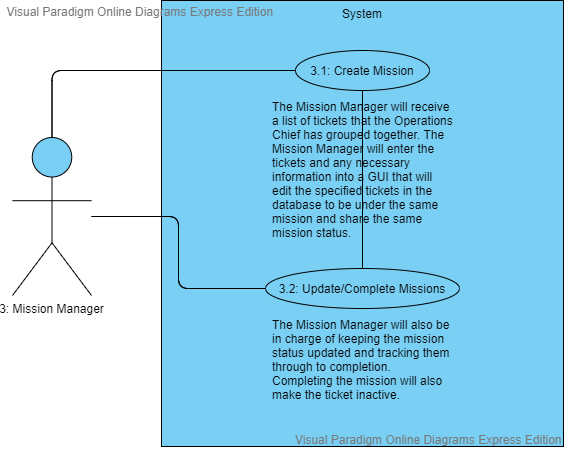 Visual Paradigm Online Diagrams Express Edition
System
3.1: Create Mission
The Mission Manager will receive
a list of tickets that the Operations
Chief has grouped together. The
Mission Manager will enter the
tickets and any necessary
information into a GUI that will
edit the specified tickets in the
database to be under the same
mission and share the same
mission status.
3.2: Update/Complete Missions
3: Mission Manager
The Mission Manager will also be
in charge of keeping the mission
status updated and tracking them
through to completion.
Completing the mission will also
make the ticket inactive.
Visual Paradigm Online Diagrams Express Edition